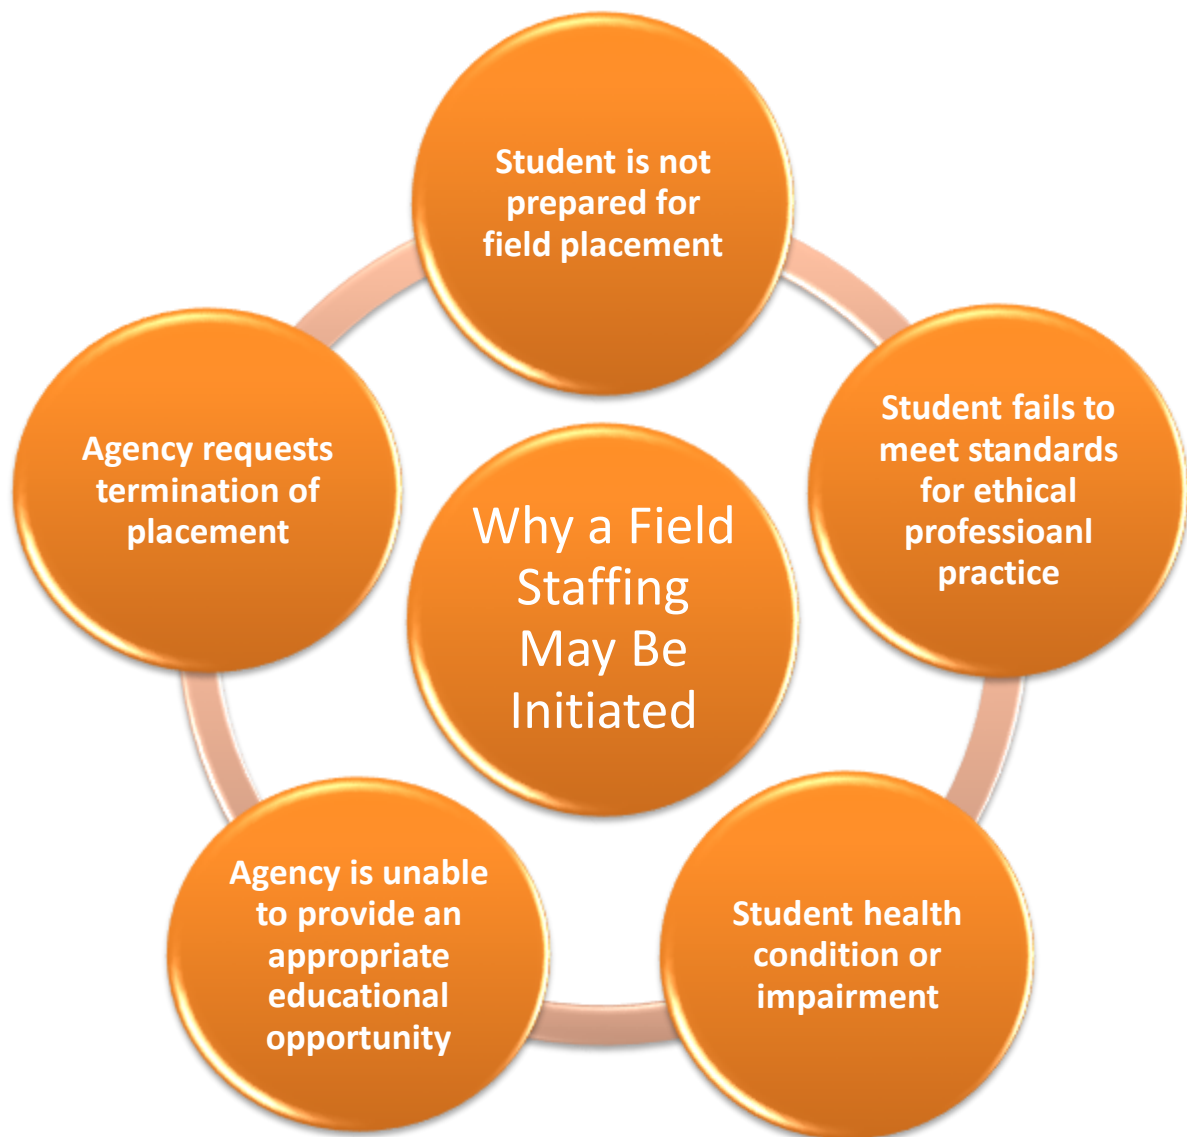 Student is not
prepared for
field placement
Student fails to
meet standards
for ethical
professioanl
practice
Student health
condition or
impairment
Agency is unable
to provide an
appropriate
educational
opportunity
Agency requests
termination of
placement
Why a Field
Staffing
May Be
Initiated